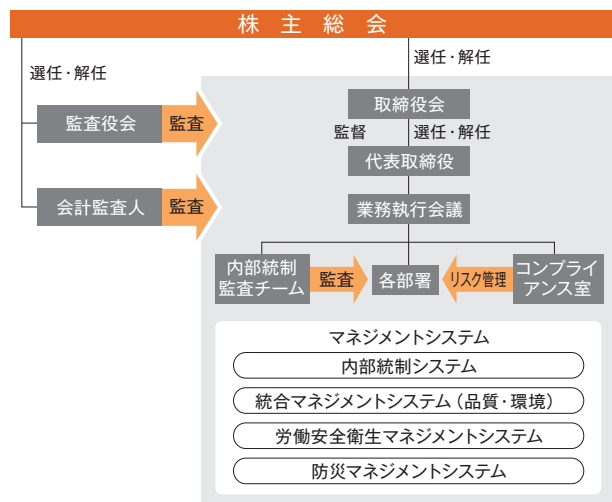 株主総会
選任・解任
選任・解任
取締役会
監査役会
監査
監督
選任・解任
代表取締役
会計監査人
監査
業務執行会議
内部統制
監査チーム
監査
各部署
リスク管理
コンプライ
アンス室
マネジメントシステム
内部統制システム
統合マネジメントシステム（品質・環境）
労働安全衛生マネジメントシステム
防災マネジメントシステム